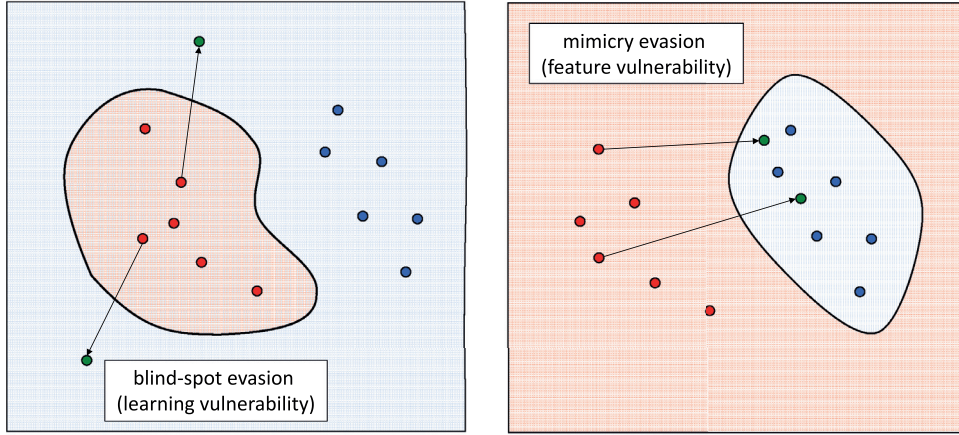 blind-spot evasion
(learning vulnerability)
mimicry evasion
(feature vulnerability)